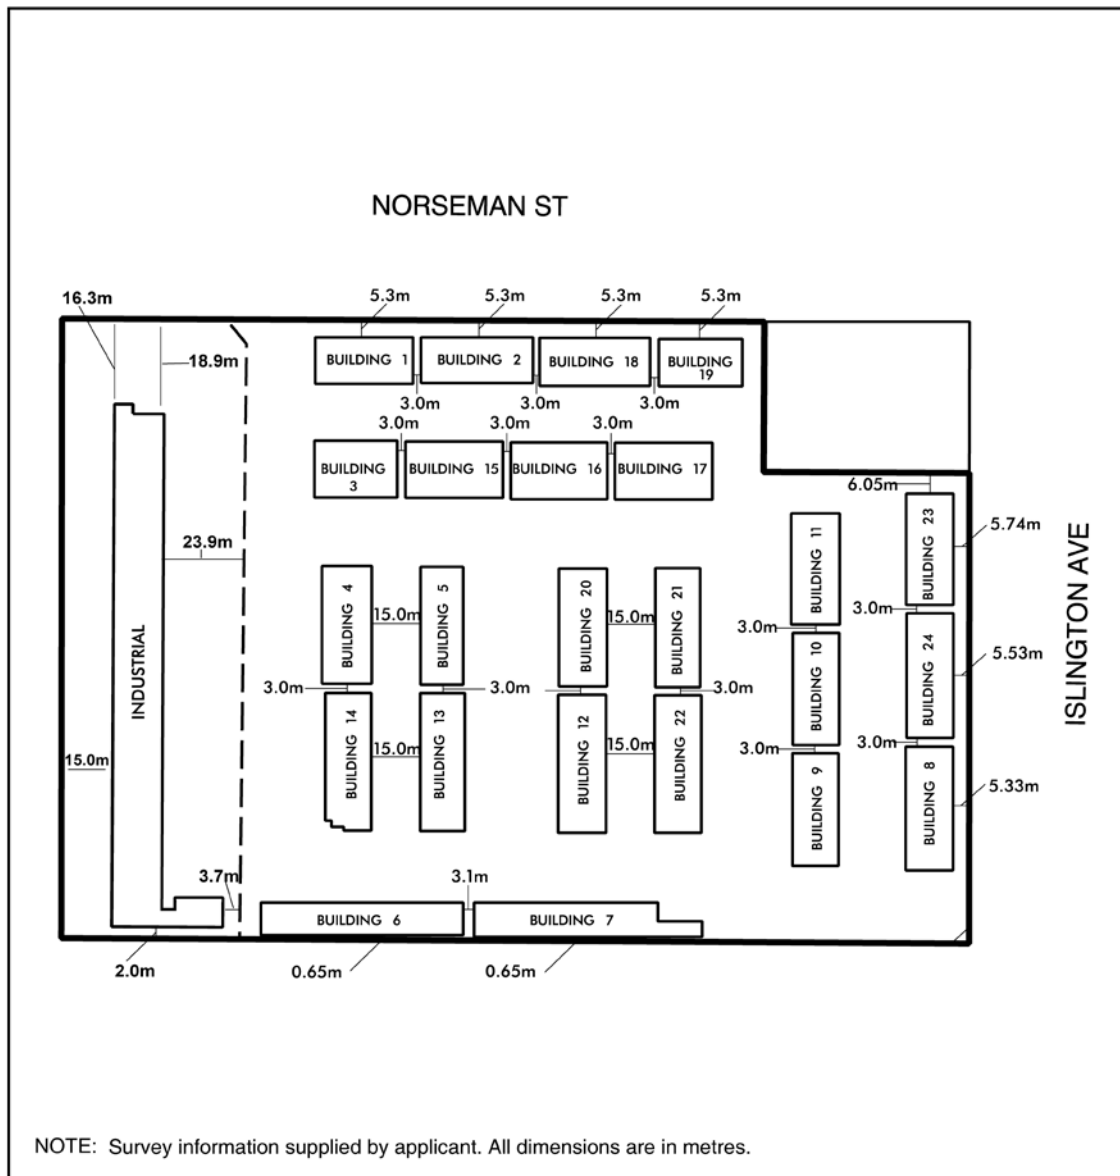 NORSEMAN ST
16.3m
5.3m
5.3m
5.3m
5.3m
18.9m
BUILDING 1
BUILDING 2
BUILDING 18
BUILDING
19
3.0m
3.0m
3.0m
3.0m
3.0m
3.0m
BUILDING
3
BUILDING 15
BUILDING 16
BUILDING 17
6.05m
BUILDING 11
BUILDING 23
5.74m
ISLINGTON AVE
23.9m
INDUSTRIAL
BUILDING 4
15.0m
BUILDING 5
BUILDING 20
15.0m
BUILDING 21
3.0m
3.0m
BUILDING 10
BUILDING 24
5.53m
3.0m
3.0m
3.0m
3.0m
BUILDING 14
15.0m
BUILDING 13
BUILDING 12
15.0m
BUILDING 22
3.0m
3.0m
15.0m
BUILDING 9
BUILDING 8
5.33m
3.7m
3.1m
BUILDING 6
BUILDING 7
2.0m
0.65m
0.65m
NOTE: Survey information supplied by applicant. All dimensions are in metres.